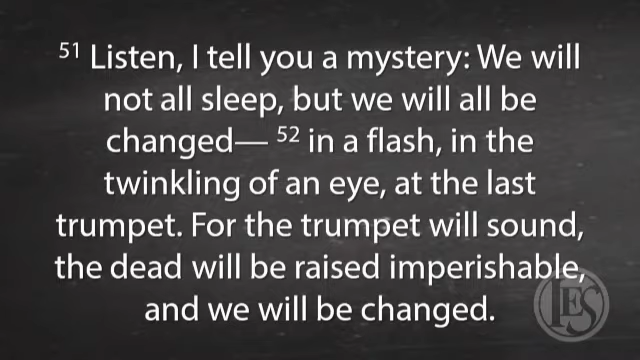 51 Listen, I tell you a mystery: We will
not all sleep, but we will all be
changed— 52 in a flash, in the
twinkling of an eye, at the last
trumpet. For the trumpet will sound,
the dead will be raised imperishable,
and we will be changed.
IES